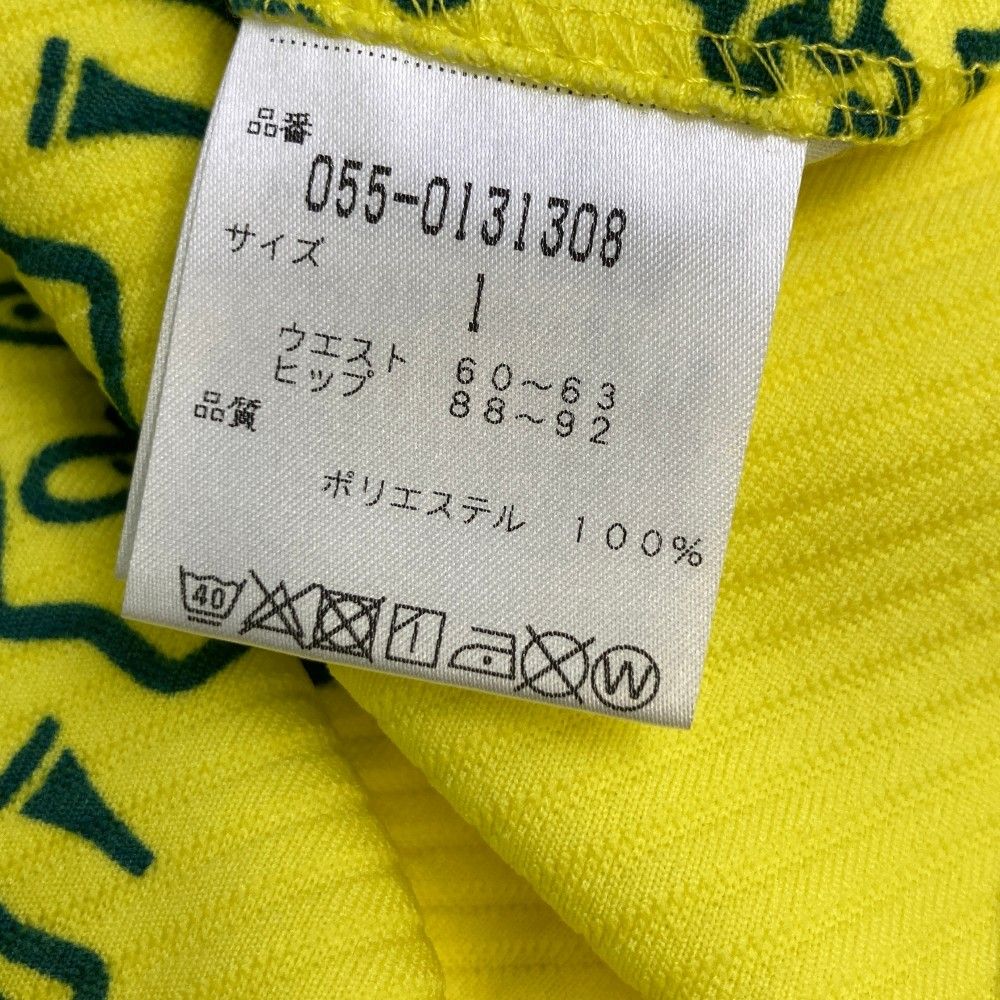 品番
055-0131308
サイズ
1
ウエスト 60～63
ヒップ 88～92
品質
ポリエステル 100%
40 1 W